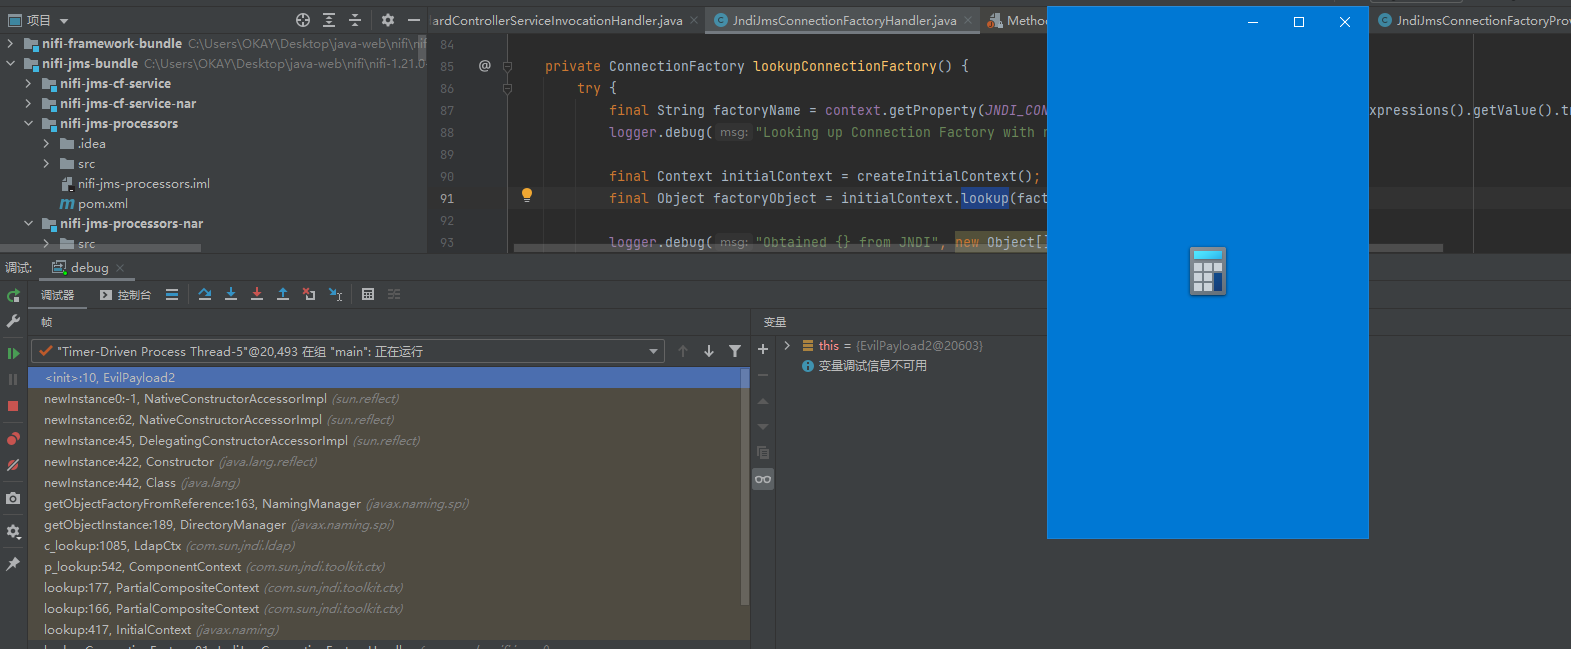 项目
ardControllerServiceInvocationHandler.java
JndiJmsConnectionFactoryHandler.java
Metho
JndiJmsConnectionFactoryProv
nifi-framework-bundle C:\Users\OKAY\Desktop\java-web\nifi\nif
nifi-jms-bundle C:\Users\OKAY\Desktop\java-web\nifi\nifi-1.21.0
nifi-jms-cf-service
nifi-jms-cf-service-nar
nifi-jms-processors
.idea
src
nifi-jms-processors.iml
pom.xml
nifi-jms-processors-nar
src
84
85 @ private ConnectionFactory lookupConnectionFactory() {
86 try {
87 final String factoryName = context.getProperty(JNDI_CON xpressions().getValue().tr
88 logger.debug( msg: "Looking up Connection Factory with n
89
90 final Context initialContext = createInitialContext();
91 final Object factoryObject = initialContext.lookup(fact
92
93 logger.debug( msg: "Obtained {} from JNDI", new Object[]
调试: debug
调试器 控制台
帧
变量
"Timer-Driven Process Thread-5"@20,493 在组 "main": 正在运行
<init>:10, EvilPayload2
newInstance0:-1, NativeConstructorAccessorImpl (sun.reflect)
newInstance:62, NativeConstructorAccessorImpl (sun.reflect)
newInstance:45, DelegatingConstructorAccessorImpl (sun.reflect)
newInstance:422, Constructor (java.lang.reflect)
newInstance:442, Class (java.lang)
getObjectFactoryFromReference:163, NamingManager (javax.naming.spi)
getObjectInstance:189, DirectoryManager (javax.naming.spi)
c_lookup:1085, LdapCtx (com.sun.jndi.ldap)
p_lookup:542, ComponentContext (com.sun.jndi.toolkit.ctx)
lookup:177, PartialCompositeContext (com.sun.jndi.toolkit.ctx)
lookup:166, PartialCompositeContext (com.sun.jndi.toolkit.ctx)
lookup:417, InitialContext (javax.naming)
this = {EvilPayload2@20603}
变量调试信息不可用